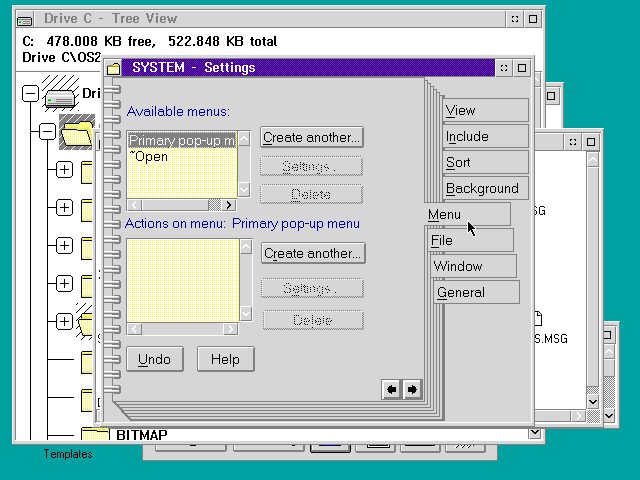 Drive C - Tree View
C: 478.008 KB free, 522.848 KB total
Drive C\OS2
SYSTEM - Settings
Available menus:
Primary pop-up m
~Open
Create another...
Settings...
Delete
Actions on menu: Primary pop-up menu
Create another...
Settings...
Delete
Undo
Help
View
Include
Sort
Background
Menu
File
Window
General
SG
S.MSG
BITMAP
Templates